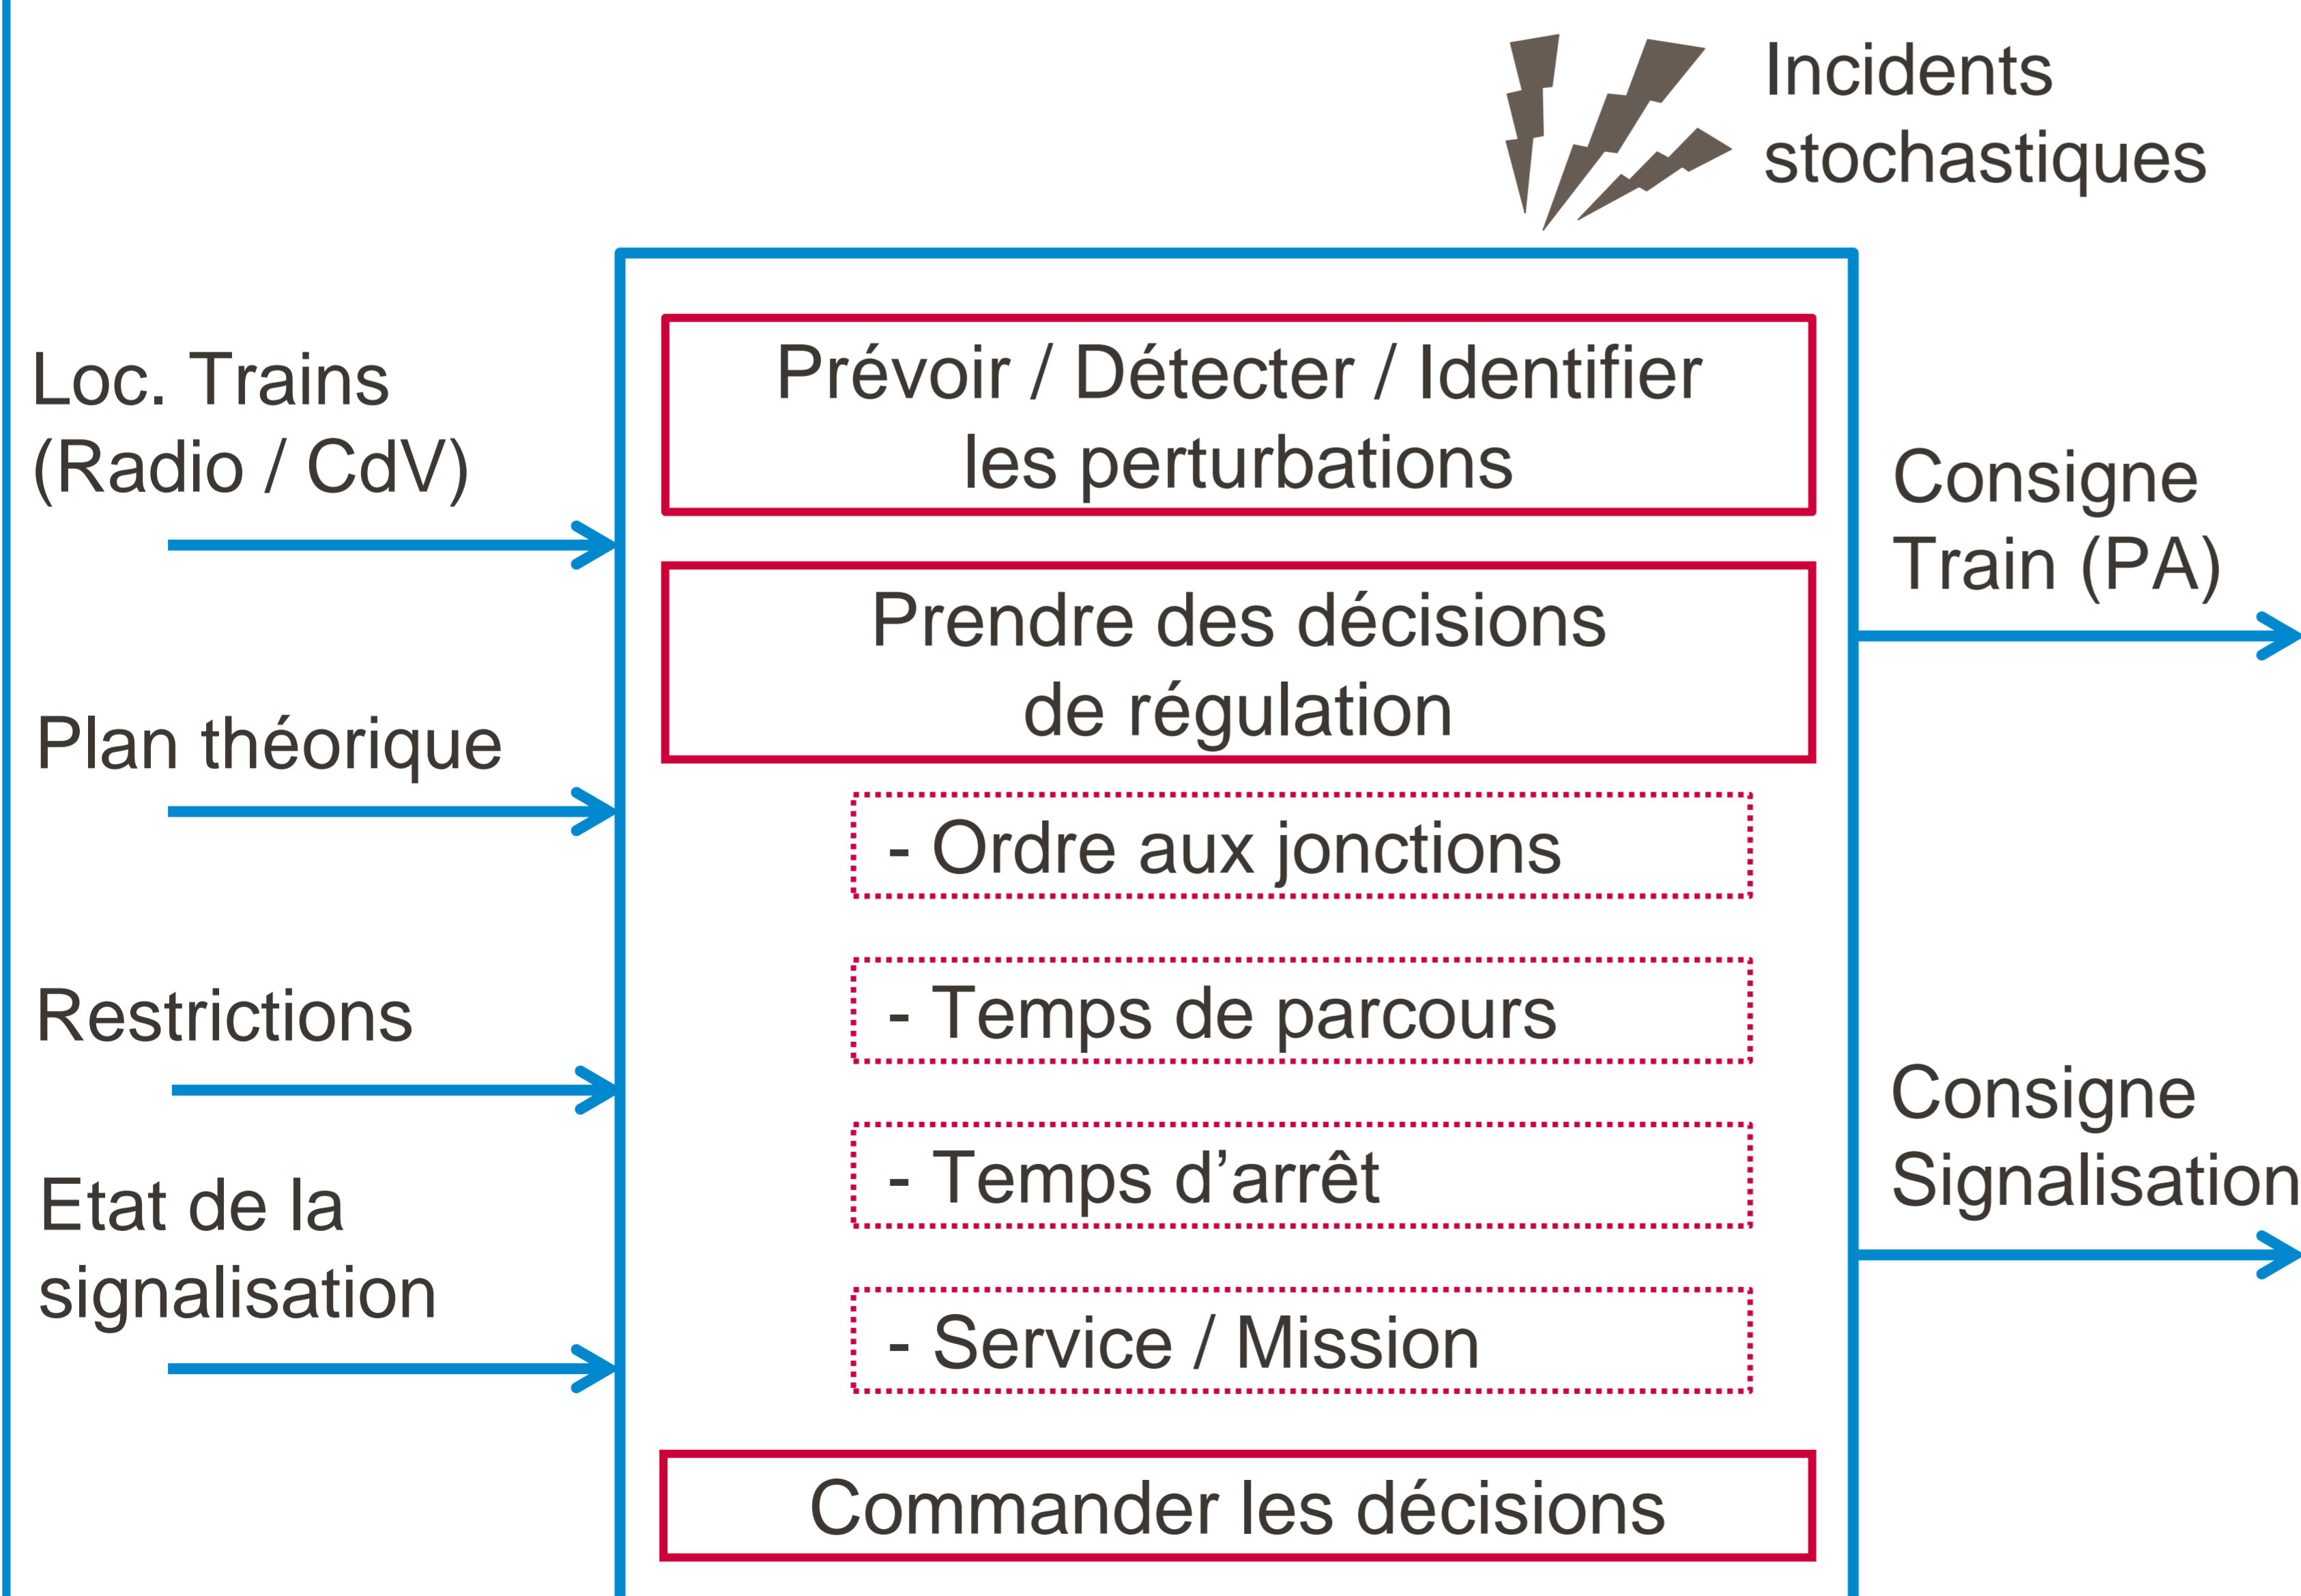 Incidents
stochastiques
Loc. Trains
(Radio / CdV)
Plan théorique
Restrictions
Etat de la
signalisation
Prévoir / Détecter / Identifier
les perturbations
Prendre des décisions
de régulation
- Ordre aux jonctions
- Temps de parcours
- Temps d’arrêt
- Service / Mission
Commander les décisions
Consigne
Train (PA)
Consigne
Signalisation